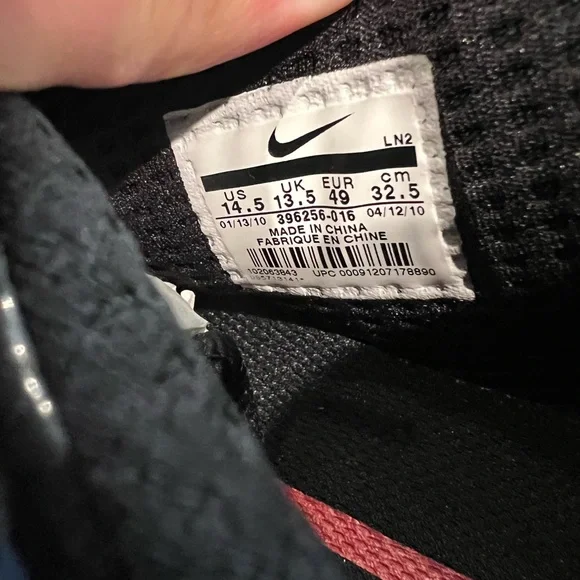 LN2
US UK EUR cm
14.5 13.5 49 32.5
01/13/10 396256-016 04/12/10
MADE IN CHINA
FABRIQUE EN CHINE
102063843 UPC 00091207178890